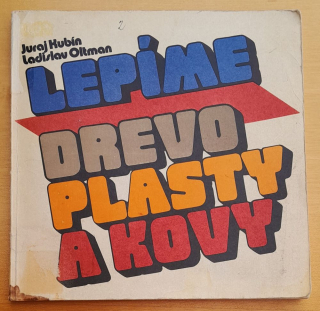 Juraj Kubín
Ladislav Oltman
LEPÍME
DREVO
PLASTY
A KOVY